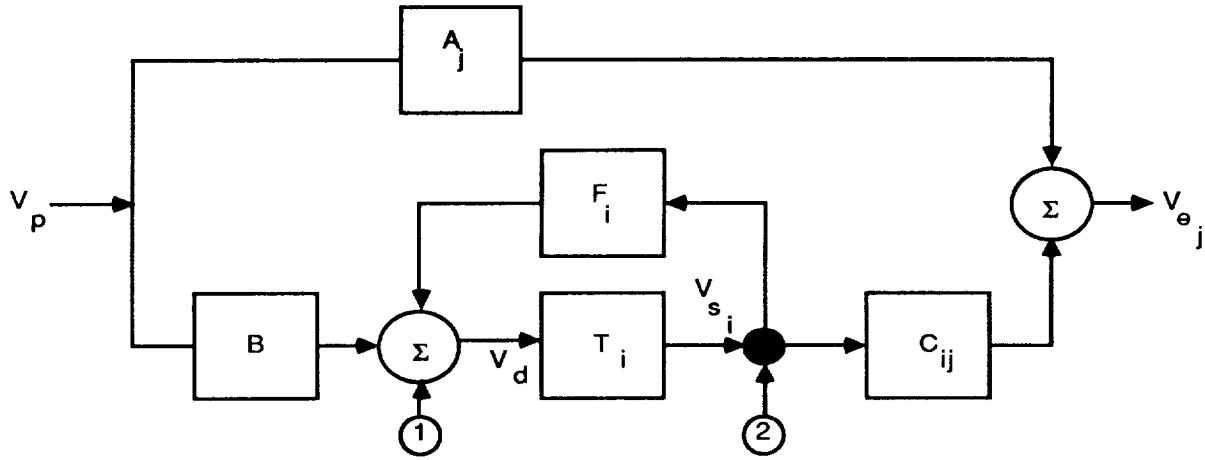 A_j
V_p
F_i
Σ
V_e_j
B
Σ
V_d
T_i
V_s_i
C_ij
1
2